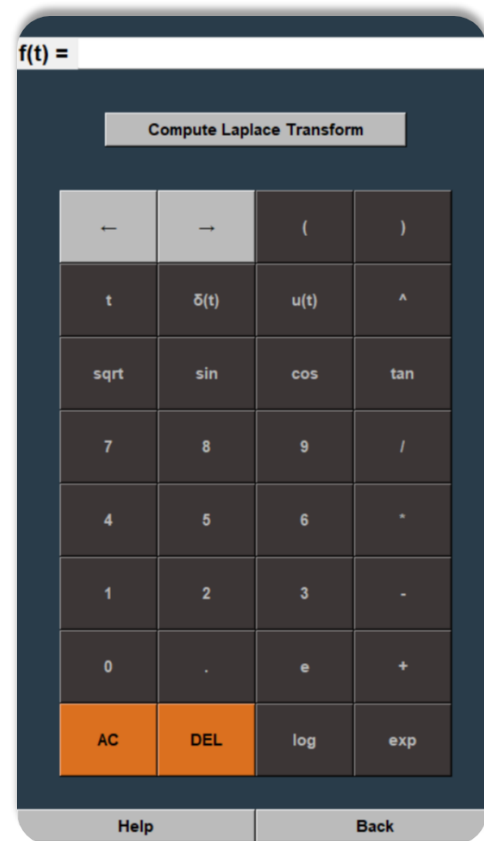 f(t) =
Compute Laplace Transform
← → ( )
t δ(t) u(t) ^
sqrt sin cos tan
7 8 9 /
4 5 6 *
1 2 3 -
0 . e +
AC DEL log exp
Help Back